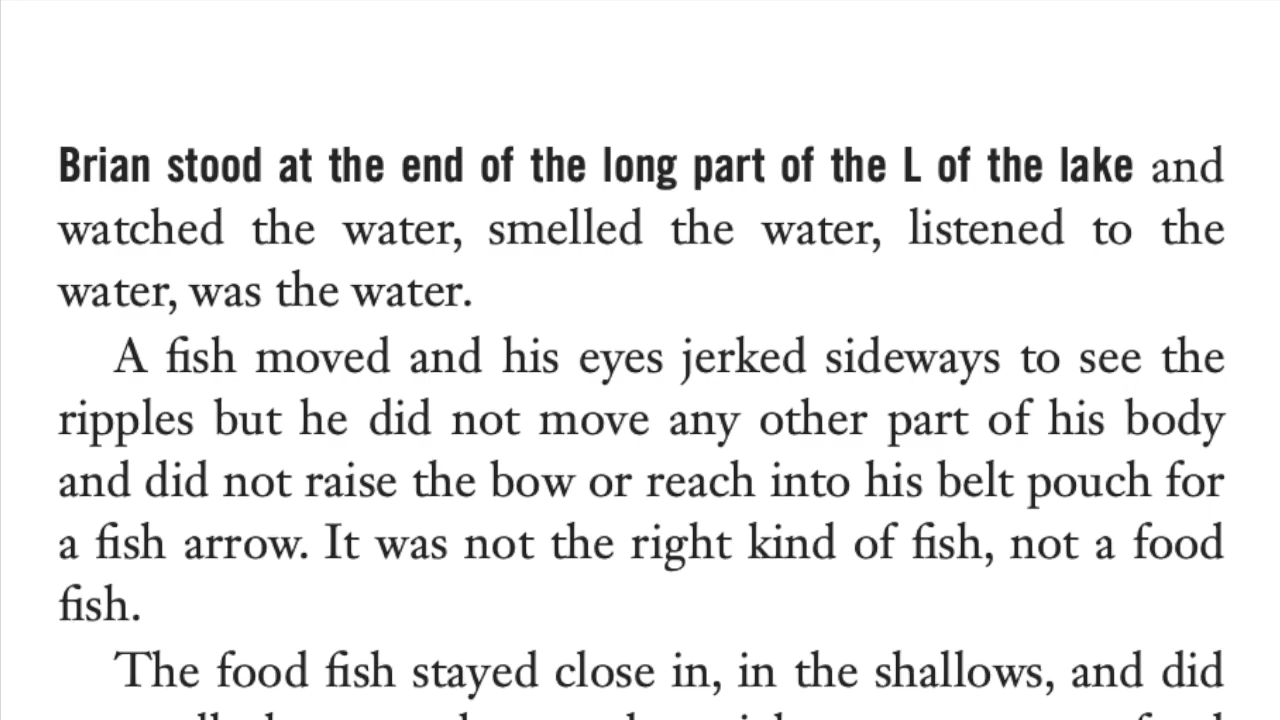 Brian stood at the end of the long part of the L of the lake and
watched the water, smelled the water, listened to the
water, was the water.
A fish moved and his eyes jerked sideways to see the
ripples but he did not move any other part of his body
and did not raise the bow or reach into his belt pouch for
a fish arrow. It was not the right kind of fish, not a food
fish.
The food fish stayed close in, in the shallows, and did